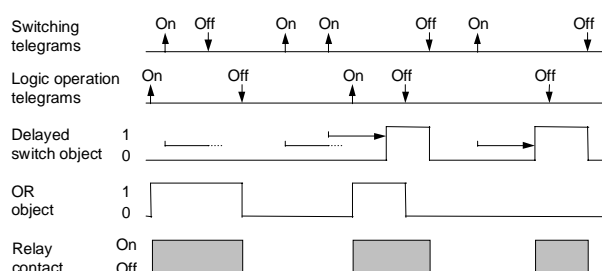 Switching telegrams
On Off On On Off On Off
Logic operation telegrams
On Off On Off Off
Delayed switch object
1
0
OR object
1
0
Relay contact
On
Off